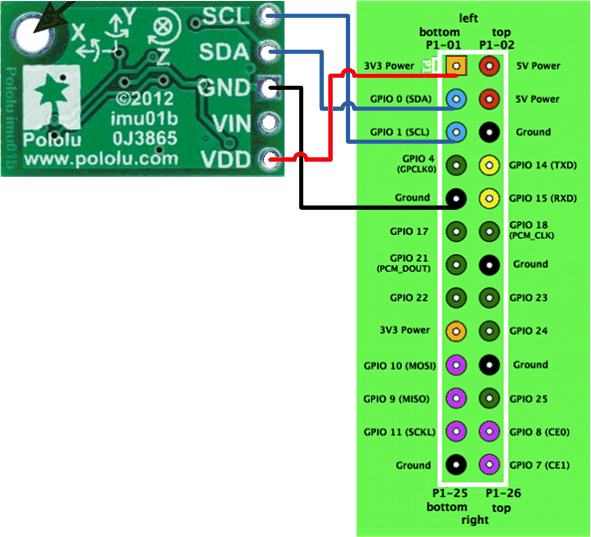 SCL
SDA
GND
VIN
VDD
X
Y
Z
©2012
imu01b
0J3865
Pololu
www.pololu.com
Pololu imu01b
left
bottom top
P1-01 P1-02
3V3 Power
5V Power
GPIO 0 (SDA)
5V Power
GPIO 1 (SCL)
Ground
GPIO 4
(GPCLK0)
GPIO 14 (TXD)
Ground
GPIO 15 (RXD)
GPIO 17
GPIO 18
(PCM_CLK)
GPIO 21
(PCM_DOUT)
Ground
GPIO 22
GPIO 23
3V3 Power
GPIO 24
GPIO 10 (MOSI)
Ground
GPIO 9 (MISO)
GPIO 25
GPIO 11 (SCKL)
GPIO 8 (CE0)
Ground
GPIO 7 (CE1)
P1-25 P1-26
bottom top
right